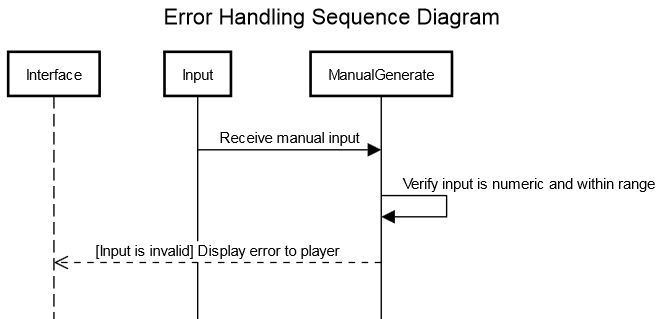 Error Handling Sequence Diagram
Interface
Input
ManualGenerate
Receive manual input
Verify input is numeric and within range
[Input is invalid] Display error to player